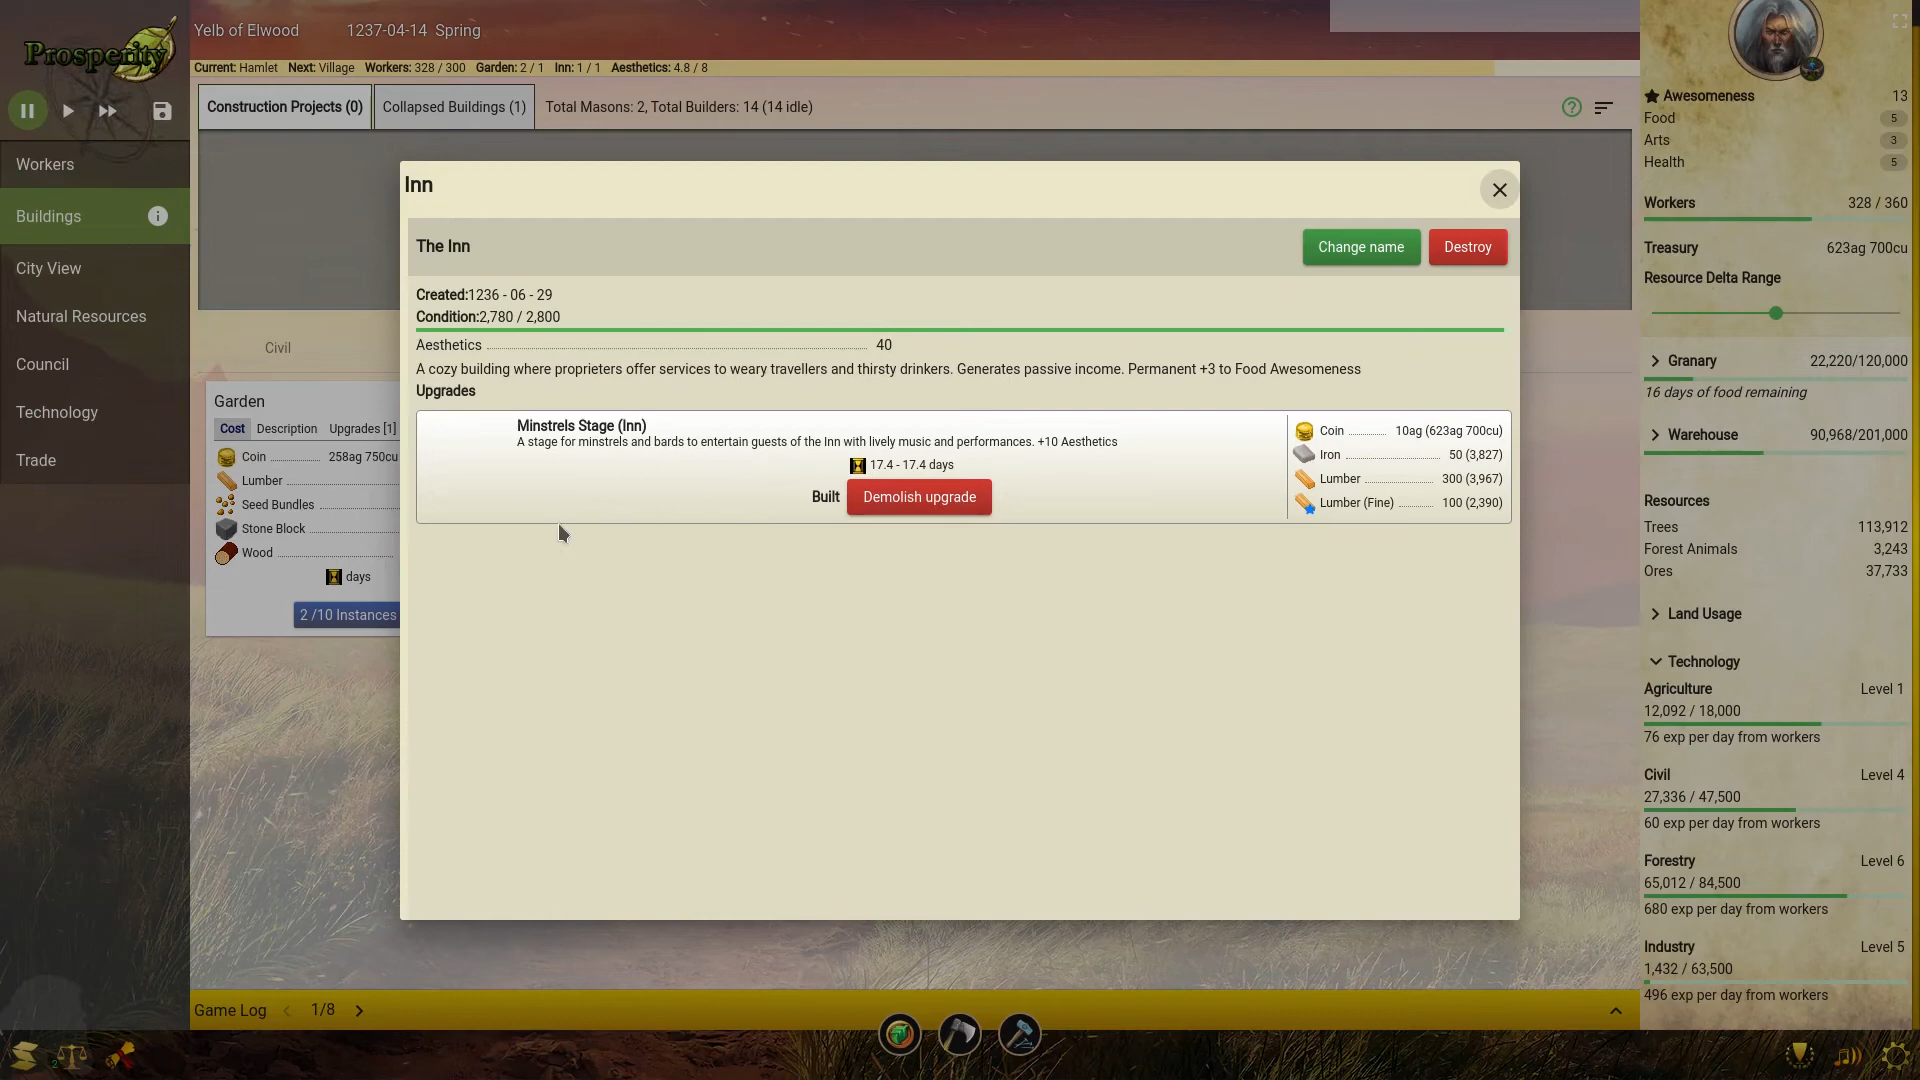 Prosperity
Yelb of Elwood 1237-04-14 Spring
Current: Hamlet Next: Village Workers: 328 / 300 Garden: 2 / 1 Inn: 1 / 1 Aesthetics: 4.8 / 8
Construction Projects (0) Collapsed Buildings (1) Total Masons: 2, Total Builders: 14 (14 idle)
Workers
Buildings
City View
Natural Resources
Council
Technology
Trade
Civil
Garden
Cost Description Upgrades [1]
Coin 258ag 750cu
Lumber
Seed Bundles
Stone Block
Wood
days
2 /10 Instances
Inn
The Inn
Change name Destroy
Created:1236 - 06 - 29
Condition:2,780 / 2,800
Aesthetics 40
A cozy building where proprieters offer services to weary travellers and thirsty drinkers. Generates passive income. Permanent +3 to Food Awesomeness
Upgrades
Minstrels Stage (Inn)
A stage for minstrels and bards to entertain guests of the Inn with lively music and performances. +10 Aesthetics
17.4 - 17.4 days
Built Demolish upgrade
Coin 10ag (623ag 700cu)
Iron 50 (3,827)
Lumber 300 (3,967)
Lumber (Fine) 100 (2,390)
Awesomeness 13
Food 5
Arts 3
Health 5
Workers 328 / 360
Treasury 623ag 700cu
Resource Delta Range
Granary 22,220/120,000
16 days of food remaining
Warehouse 90,968/201,000
Resources
Trees 113,912
Forest Animals 3,243
Ores 37,733
Land Usage
Technology
Agriculture Level 1
12,092 / 18,000
76 exp per day from workers
Civil Level 4
27,336 / 47,500
60 exp per day from workers
Forestry Level 6
65,012 / 84,500
680 exp per day from workers
Industry Level 5
1,432 / 63,500
496 exp per day from workers
Game Log 1/8
2